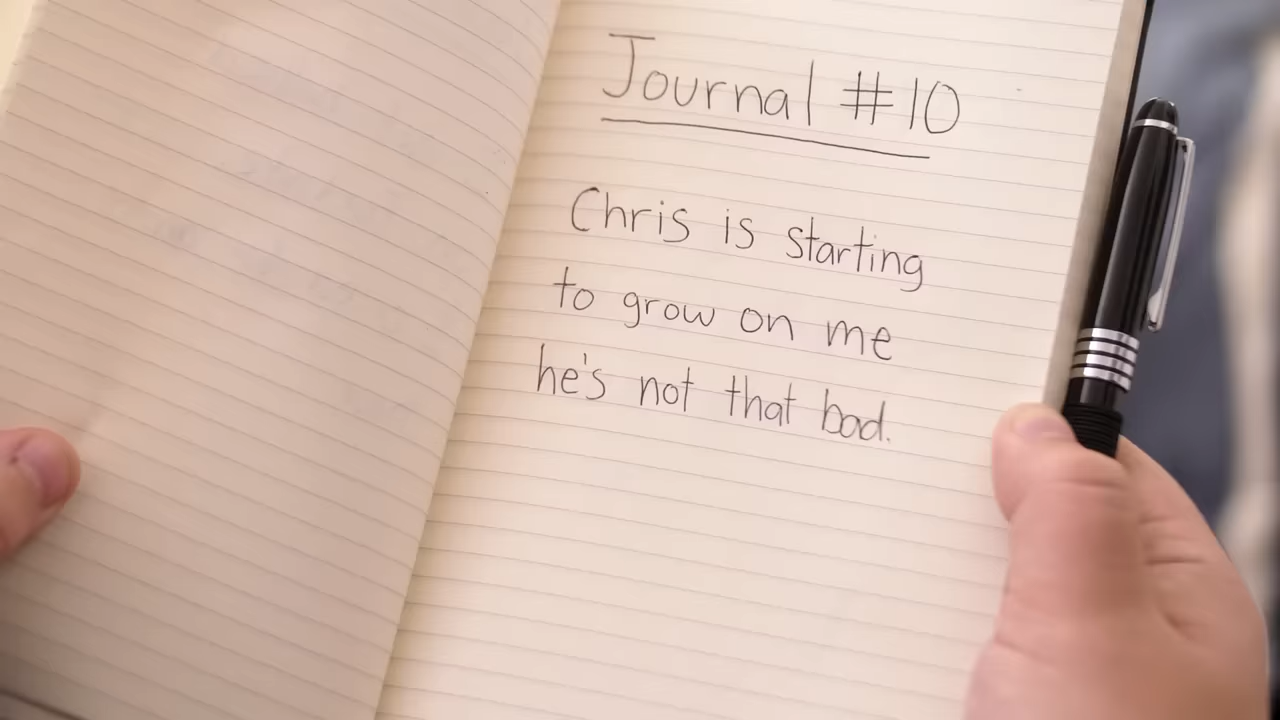 Journal #10
Chris is starting
to grow on me
he's not that bad.